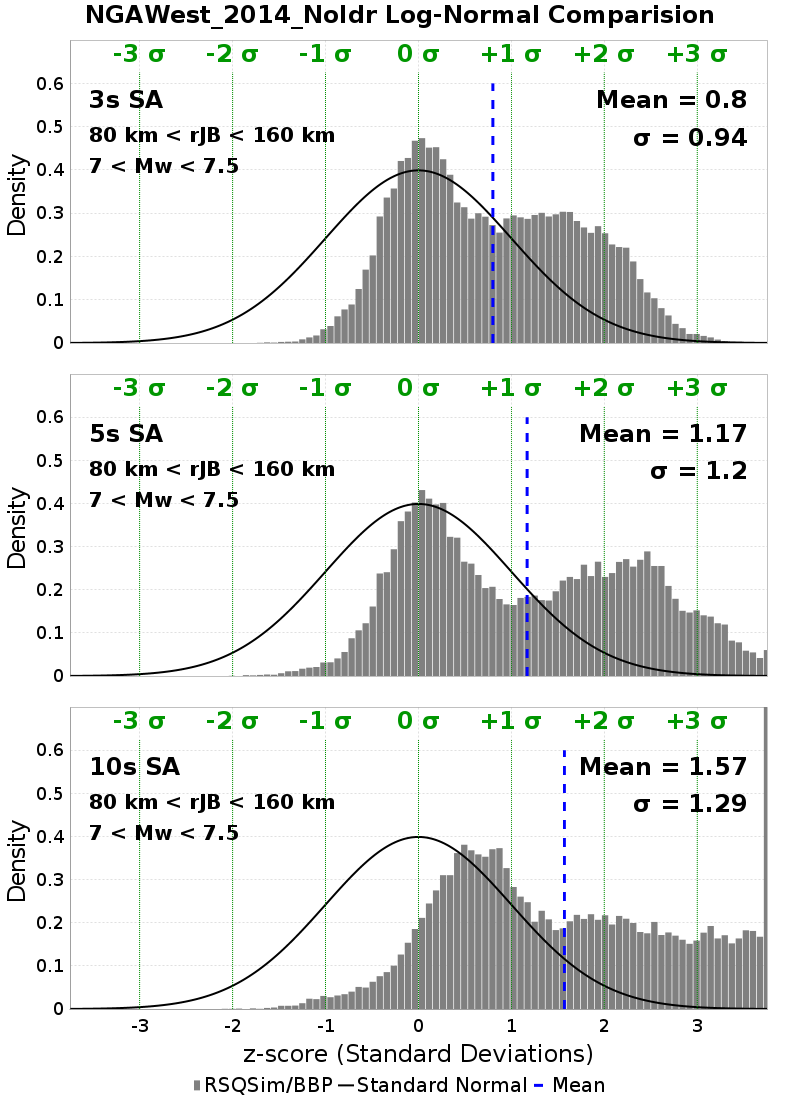 NGAWest_2014_NoIdr Log-Normal Comparision
-3 σ -2 σ -1 σ 0 σ +1 σ +2 σ +3 σ
3s SA
80 km < rJB < 160 km
7 < Mw < 7.5
Mean = 0.8
σ = 0.94
Density
0.6
0.5
0.4
0.3
0.2
0.1
0
-3 σ -2 σ -1 σ 0 σ +1 σ +2 σ +3 σ
5s SA
80 km < rJB < 160 km
7 < Mw < 7.5
Mean = 1.17
σ = 1.2
Density
0.6
0.5
0.4
0.3
0.2
0.1
0
-3 σ -2 σ -1 σ 0 σ +1 σ +2 σ +3 σ
10s SA
80 km < rJB < 160 km
7 < Mw < 7.5
Mean = 1.57
σ = 1.29
Density
0.6
0.5
0.4
0.3
0.2
0.1
0
-3 -2 -1 0 1 2 3
z-score (Standard Deviations)
RSQSim/BBP Standard Normal Mean